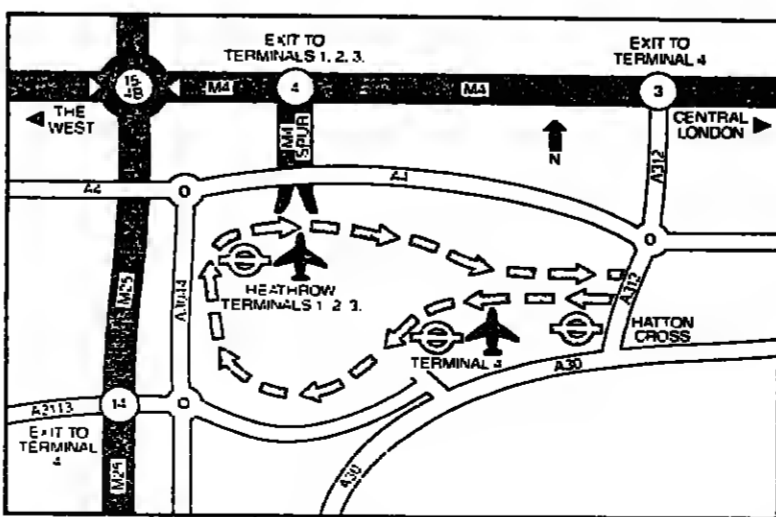 EXIT TO
TERMINALS 1, 2, 3.
EXIT TO
TERMINAL 4
15
4B
M4
4
M4
3
THE
WEST
CENTRAL
LONDON
M4
SPUR
N
A312
A4
A4
M25
A3044
HEATHROW
TERMINALS 1, 2, 3.
A312
HATTON
CROSS
TERMINAL 4
A30
A3113
14
EXIT TO
TERMINAL
4
M25
A30